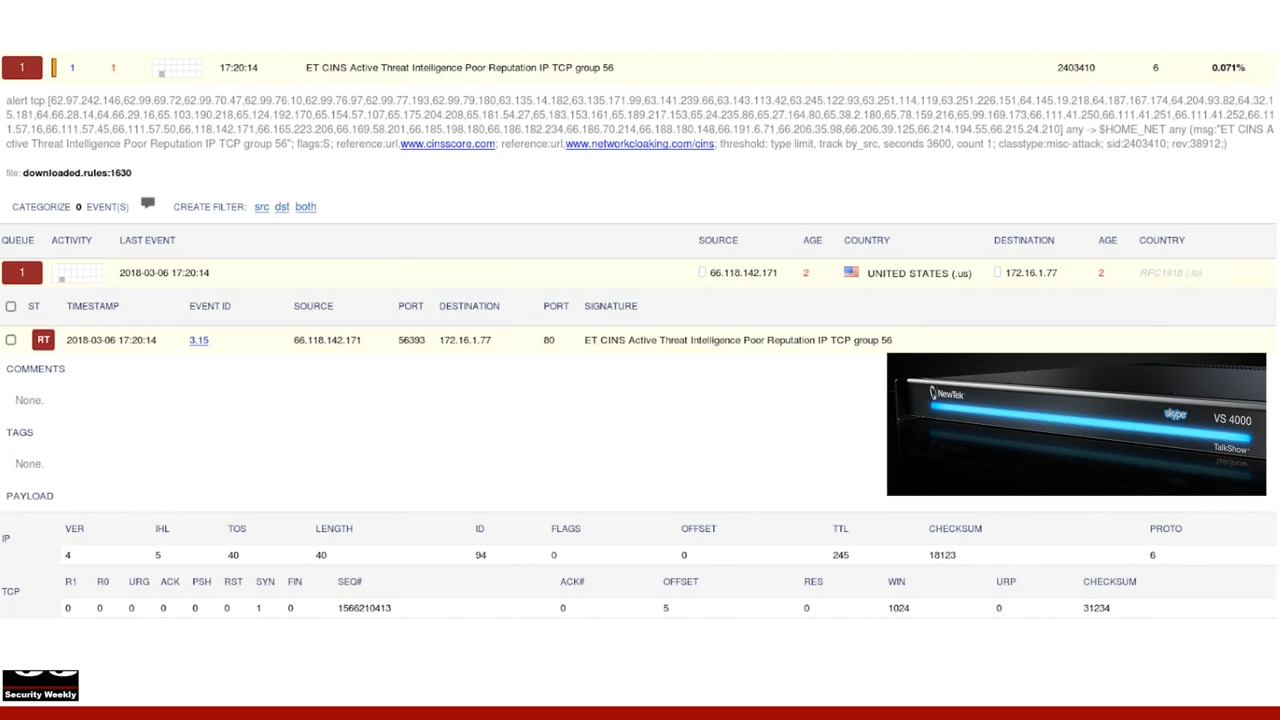 1 1 1 17:20:14 ET CINS Active Threat Intelligence Poor Reputation IP TCP group 56 2403410 6 0.071%
alert tcp [62.97.242.146,62.99.69.72,62.99.70.47,62.99.76.10,62.99.76.97,62.99.77.193,62.99.79.180,63.135.14.182,63.135.171.99,63.141.239.66,63.143.113.42,63.245.122.93,63.251.114.119,63.251.226.151,64.145.19.218,64.187.167.174,64.204.93.82,64.32.1
5.181,64.66.28.14,64.66.29.16,65.103.190.218,65.124.192.170,65.154.57.107,65.175.204.208,65.181.54.27,65.183.153.161,65.189.217.153,65.24.235.86,65.27.164.80,65.38.2.180,65.78.159.216,65.99.169.173,66.111.41.250,66.111.41.251,66.111.41.252,66.11
1.57.16,66.111.57.45,66.111.57.50,66.118.142.171,66.165.223.206,66.169.58.201,66.185.198.180,66.186.182.234,66.186.70.214,66.188.180.148,66.191.6.71,66.206.35.98,66.206.39.125,66.214.194.55,66.215.24.210] any -> $HOME_NET any (msg:"ET CINS A
ctive Threat Intelligence Poor Reputation IP TCP group 56"; flags:S; reference:url,www.cinsscore.com; reference:url,www.networkcloaking.com/cins; threshold: type limit, track by_src, seconds 3600, count 1; classtype:misc-attack; sid:2403410; rev:38912;)
file: downloaded.rules:1630
CATEGORIZE 0 EVENT(S) CREATE FILTER: src dst both
QUEUE ACTIVITY LAST EVENT SOURCE AGE COUNTRY DESTINATION AGE COUNTRY
1 2018-03-06 17:20:14 66.118.142.171 2 UNITED STATES (.us) 172.16.1.77 2 RFC1918 (.lo)
ST TIMESTAMP EVENT ID SOURCE PORT DESTINATION PORT SIGNATURE
RT 2018-03-06 17:20:14 3.15 66.118.142.171 56393 172.16.1.77 80 ET CINS Active Threat Intelligence Poor Reputation IP TCP group 56
COMMENTS
None.
NewTek skype VS 4000
TalkShow
TAGS
None.
PAYLOAD
IP VER IHL TOS LENGTH ID FLAGS OFFSET TTL CHECKSUM PROTO
4 5 40 40 94 0 0 245 18123 6
TCP R1 R0 URG ACK PSH RST SYN FIN SEQ# ACK# OFFSET RES WIN URP CHECKSUM
0 0 0 0 0 0 1 0 1566210413 0 5 0 1024 0 31234
Security Weekly